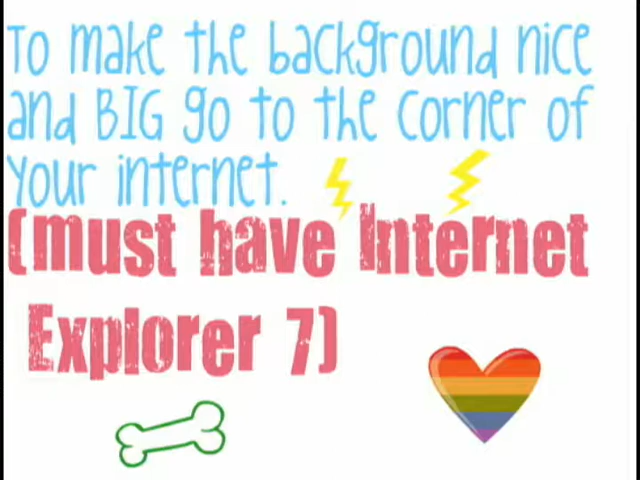 To make the background nice
and BIG go to the corner of
your internet.
(must have Internet
Explorer 7)